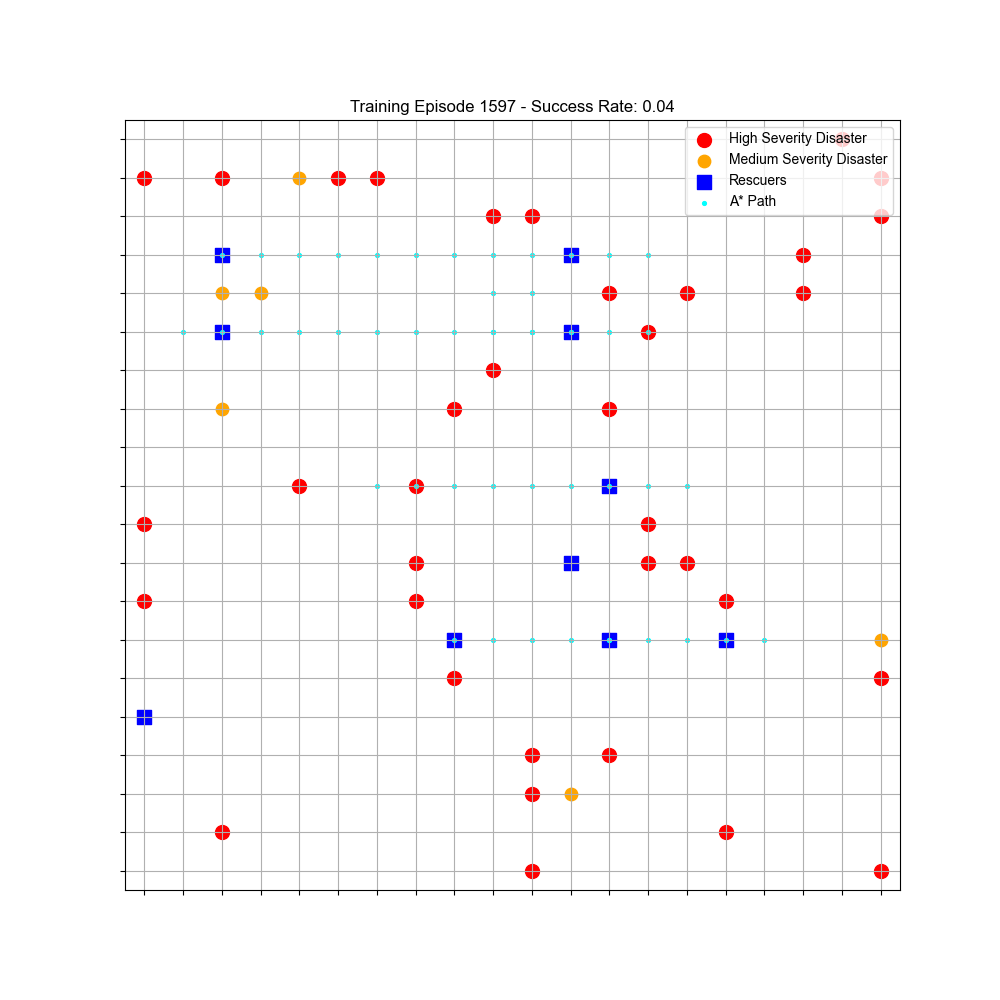 Training Episode 1597 - Success Rate: 0.04
High Severity Disaster
Medium Severity Disaster
Rescuers
A* Path